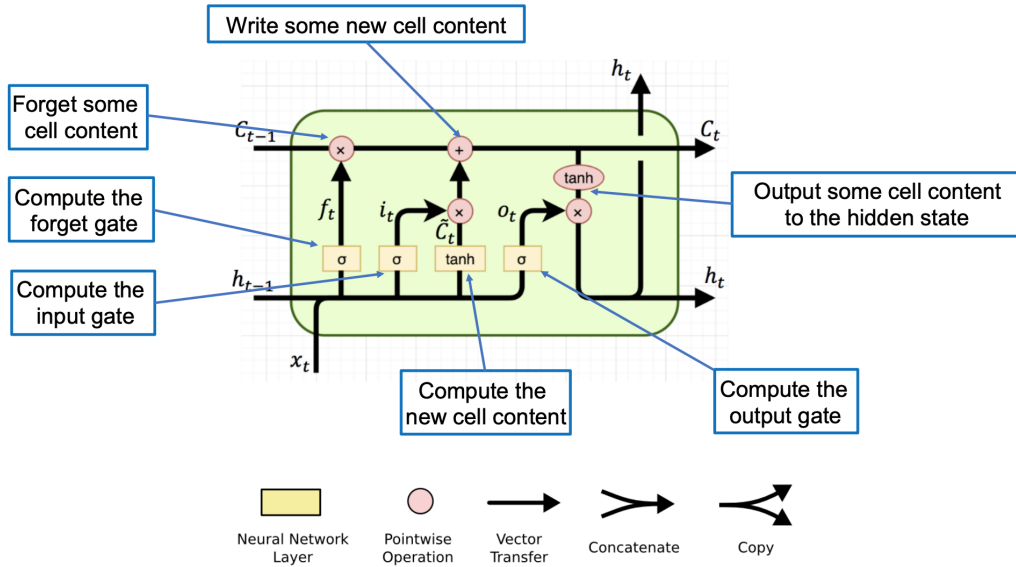 Write some new cell content
h_t
Forget some
cell content
C_{t-1}
C_t
×
+
tanh
Output some cell content
to the hidden state
Compute the
forget gate
f_t
i_t
×
o_t
×
C̃_t
σ
σ
tanh
σ
h_{t-1}
h_t
Compute the
input gate
x_t
Compute the
new cell content
Compute the
output gate
Neural Network
Layer
Pointwise
Operation
Vector
Transfer
Concatenate
Copy